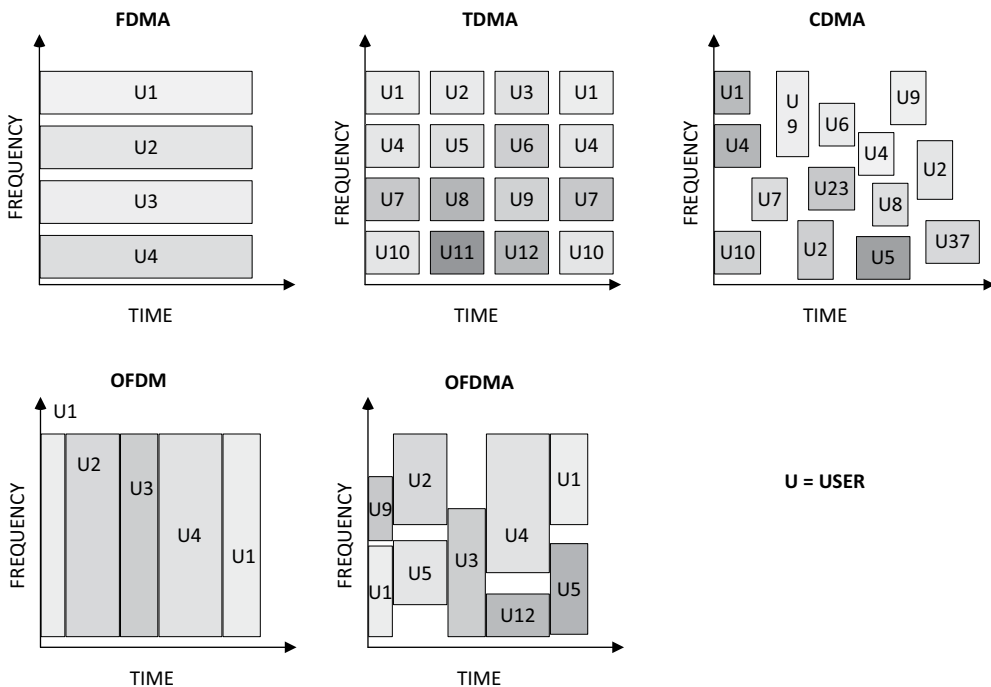 FDMA
FREQUENCY
U1
U2
U3
U4
TIME
TDMA
FREQUENCY
U1 U2 U3 U1
U4 U5 U6 U4
U7 U8 U9 U7
U10 U11 U12 U10
TIME
CDMA
FREQUENCY
U1
U
9
U9
U6
U4
U4
U2
U7
U23
U8
U10
U2
U5
U37
TIME
OFDM
FREQUENCY
U1
U2
U3
U4
U1
TIME
OFDMA
FREQUENCY
U9
U1
U2
U5
U3
U4
U12
U1
U5
TIME
U = USER